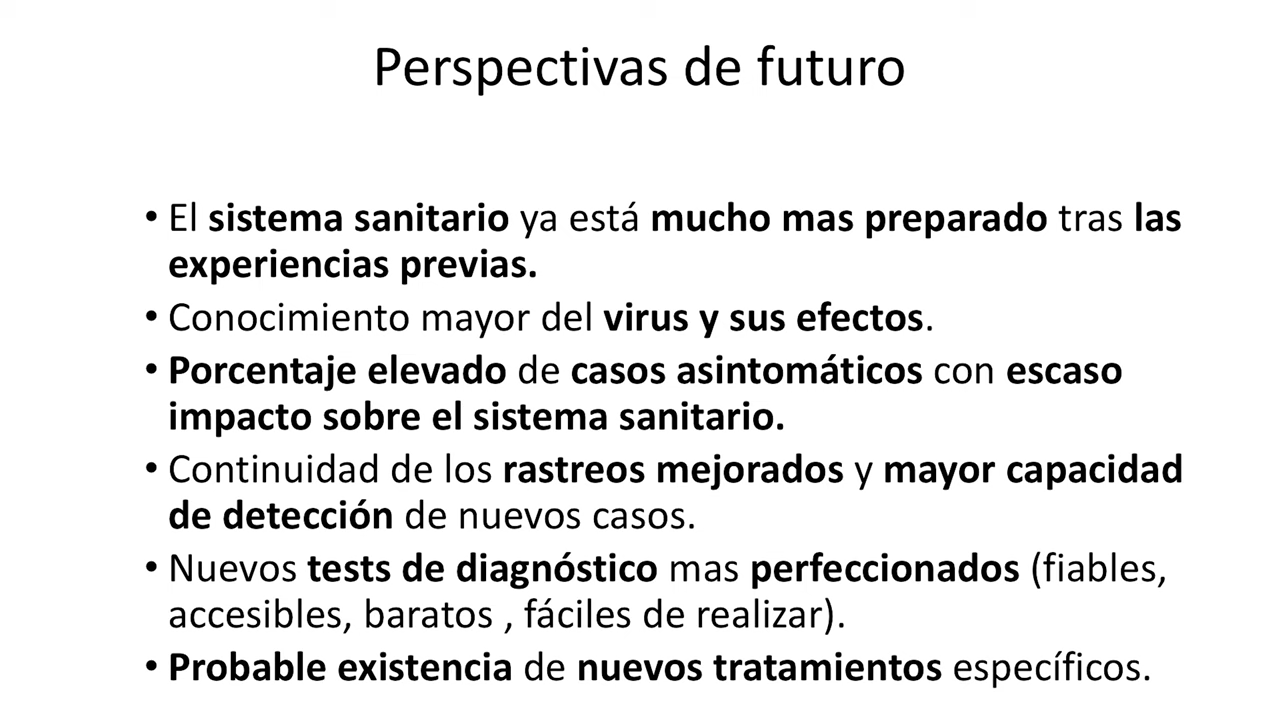 Perspectivas de futuro
• El sistema sanitario ya está mucho mas preparado tras las
experiencias previas.
• Conocimiento mayor del virus y sus efectos.
• Porcentaje elevado de casos asintomáticos con escaso
impacto sobre el sistema sanitario.
• Continuidad de los rastreos mejorados y mayor capacidad
de detección de nuevos casos.
• Nuevos tests de diagnóstico mas perfeccionados (fiables,
accesibles, baratos , fáciles de realizar).
• Probable existencia de nuevos tratamientos específicos.